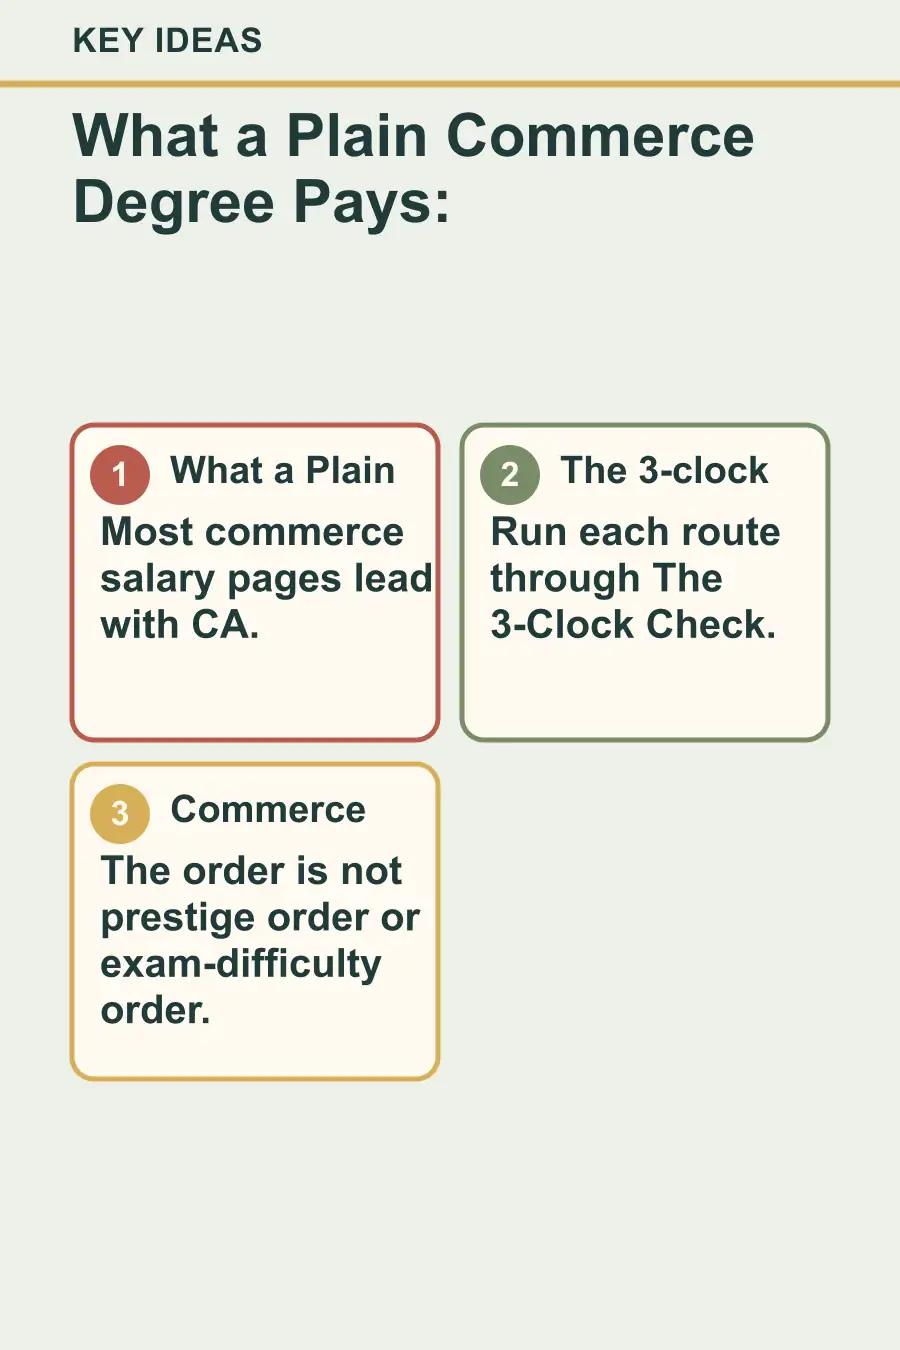 KEY IDEAS
What a Plain Commerce
Degree Pays:
1
What a Plain
Most commerce
salary pages lead
with CA.
2
The 3-clock
Run each route
through The
3-Clock Check.
3
Commerce
The order is not
prestige order or
exam-difficulty
order.